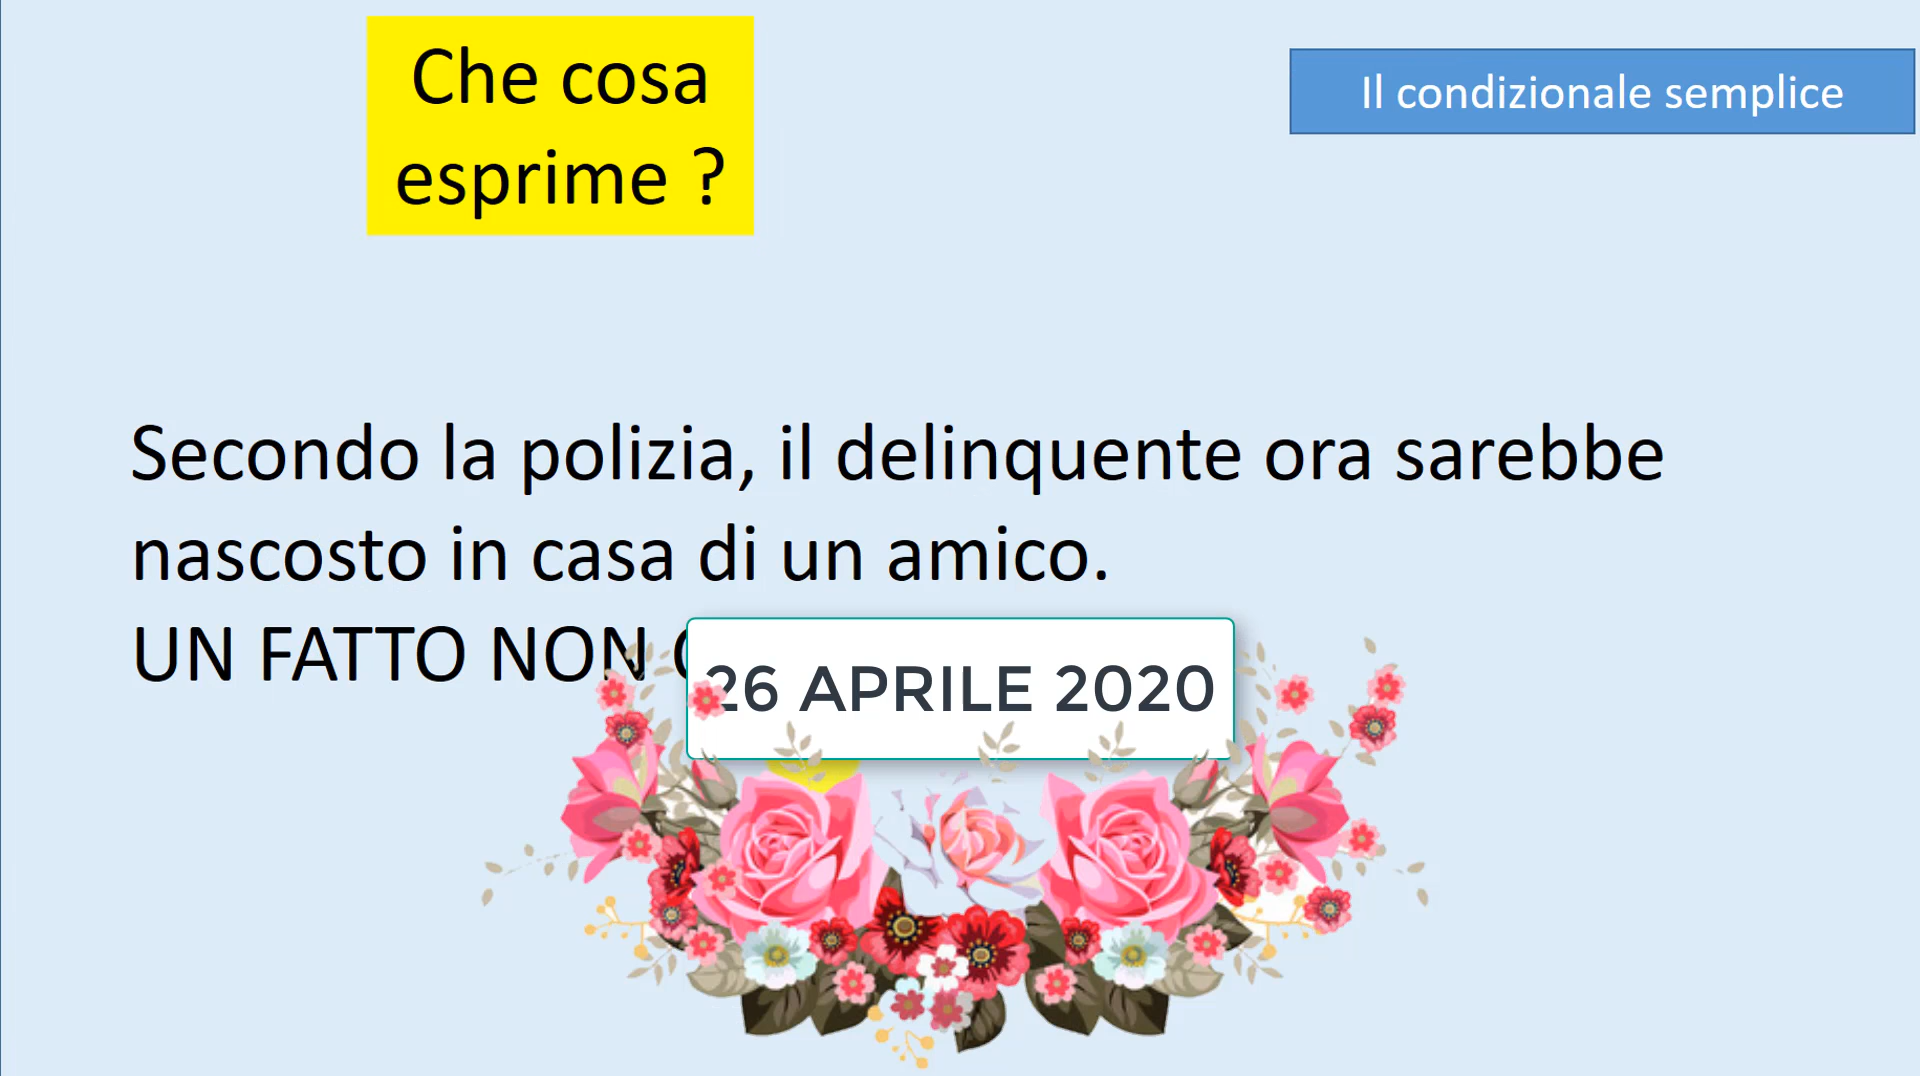 Che cosa
esprime ?
Il condizionale semplice
Secondo la polizia, il delinquente ora sarebbe
nascosto in casa di un amico.
UN FATTO NON
26 APRILE 2020